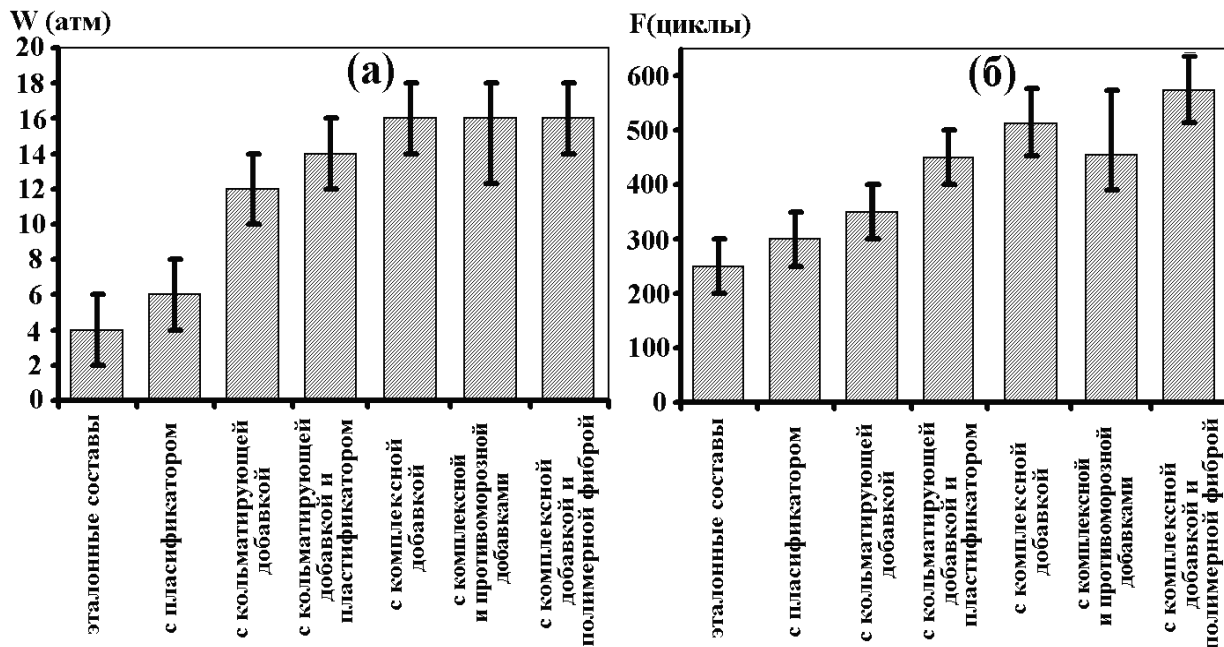 W (атм)
20
18
16
14
12
10
8
6
4
2
0
(а)
эталонные составы
с пласификатором
с кольматирующей
добавкой
с кольматирующей
добавкой и
пластификатором
с комплексной
добавкой
с комплексной
и противоморозной
добавками
с комплексной
добавкой и
полимерной фиброй
F(циклы)
600
500
400
300
200
100
0
(б)
эталонные составы
с пласификатором
с кольматирующей
добавкой
с кольматирующей
добавкой и
пластификатором
с комплексной
добавкой
с комплексной
и противоморозной
добавками
с комплексной
добавкой и
полимерной фиброй